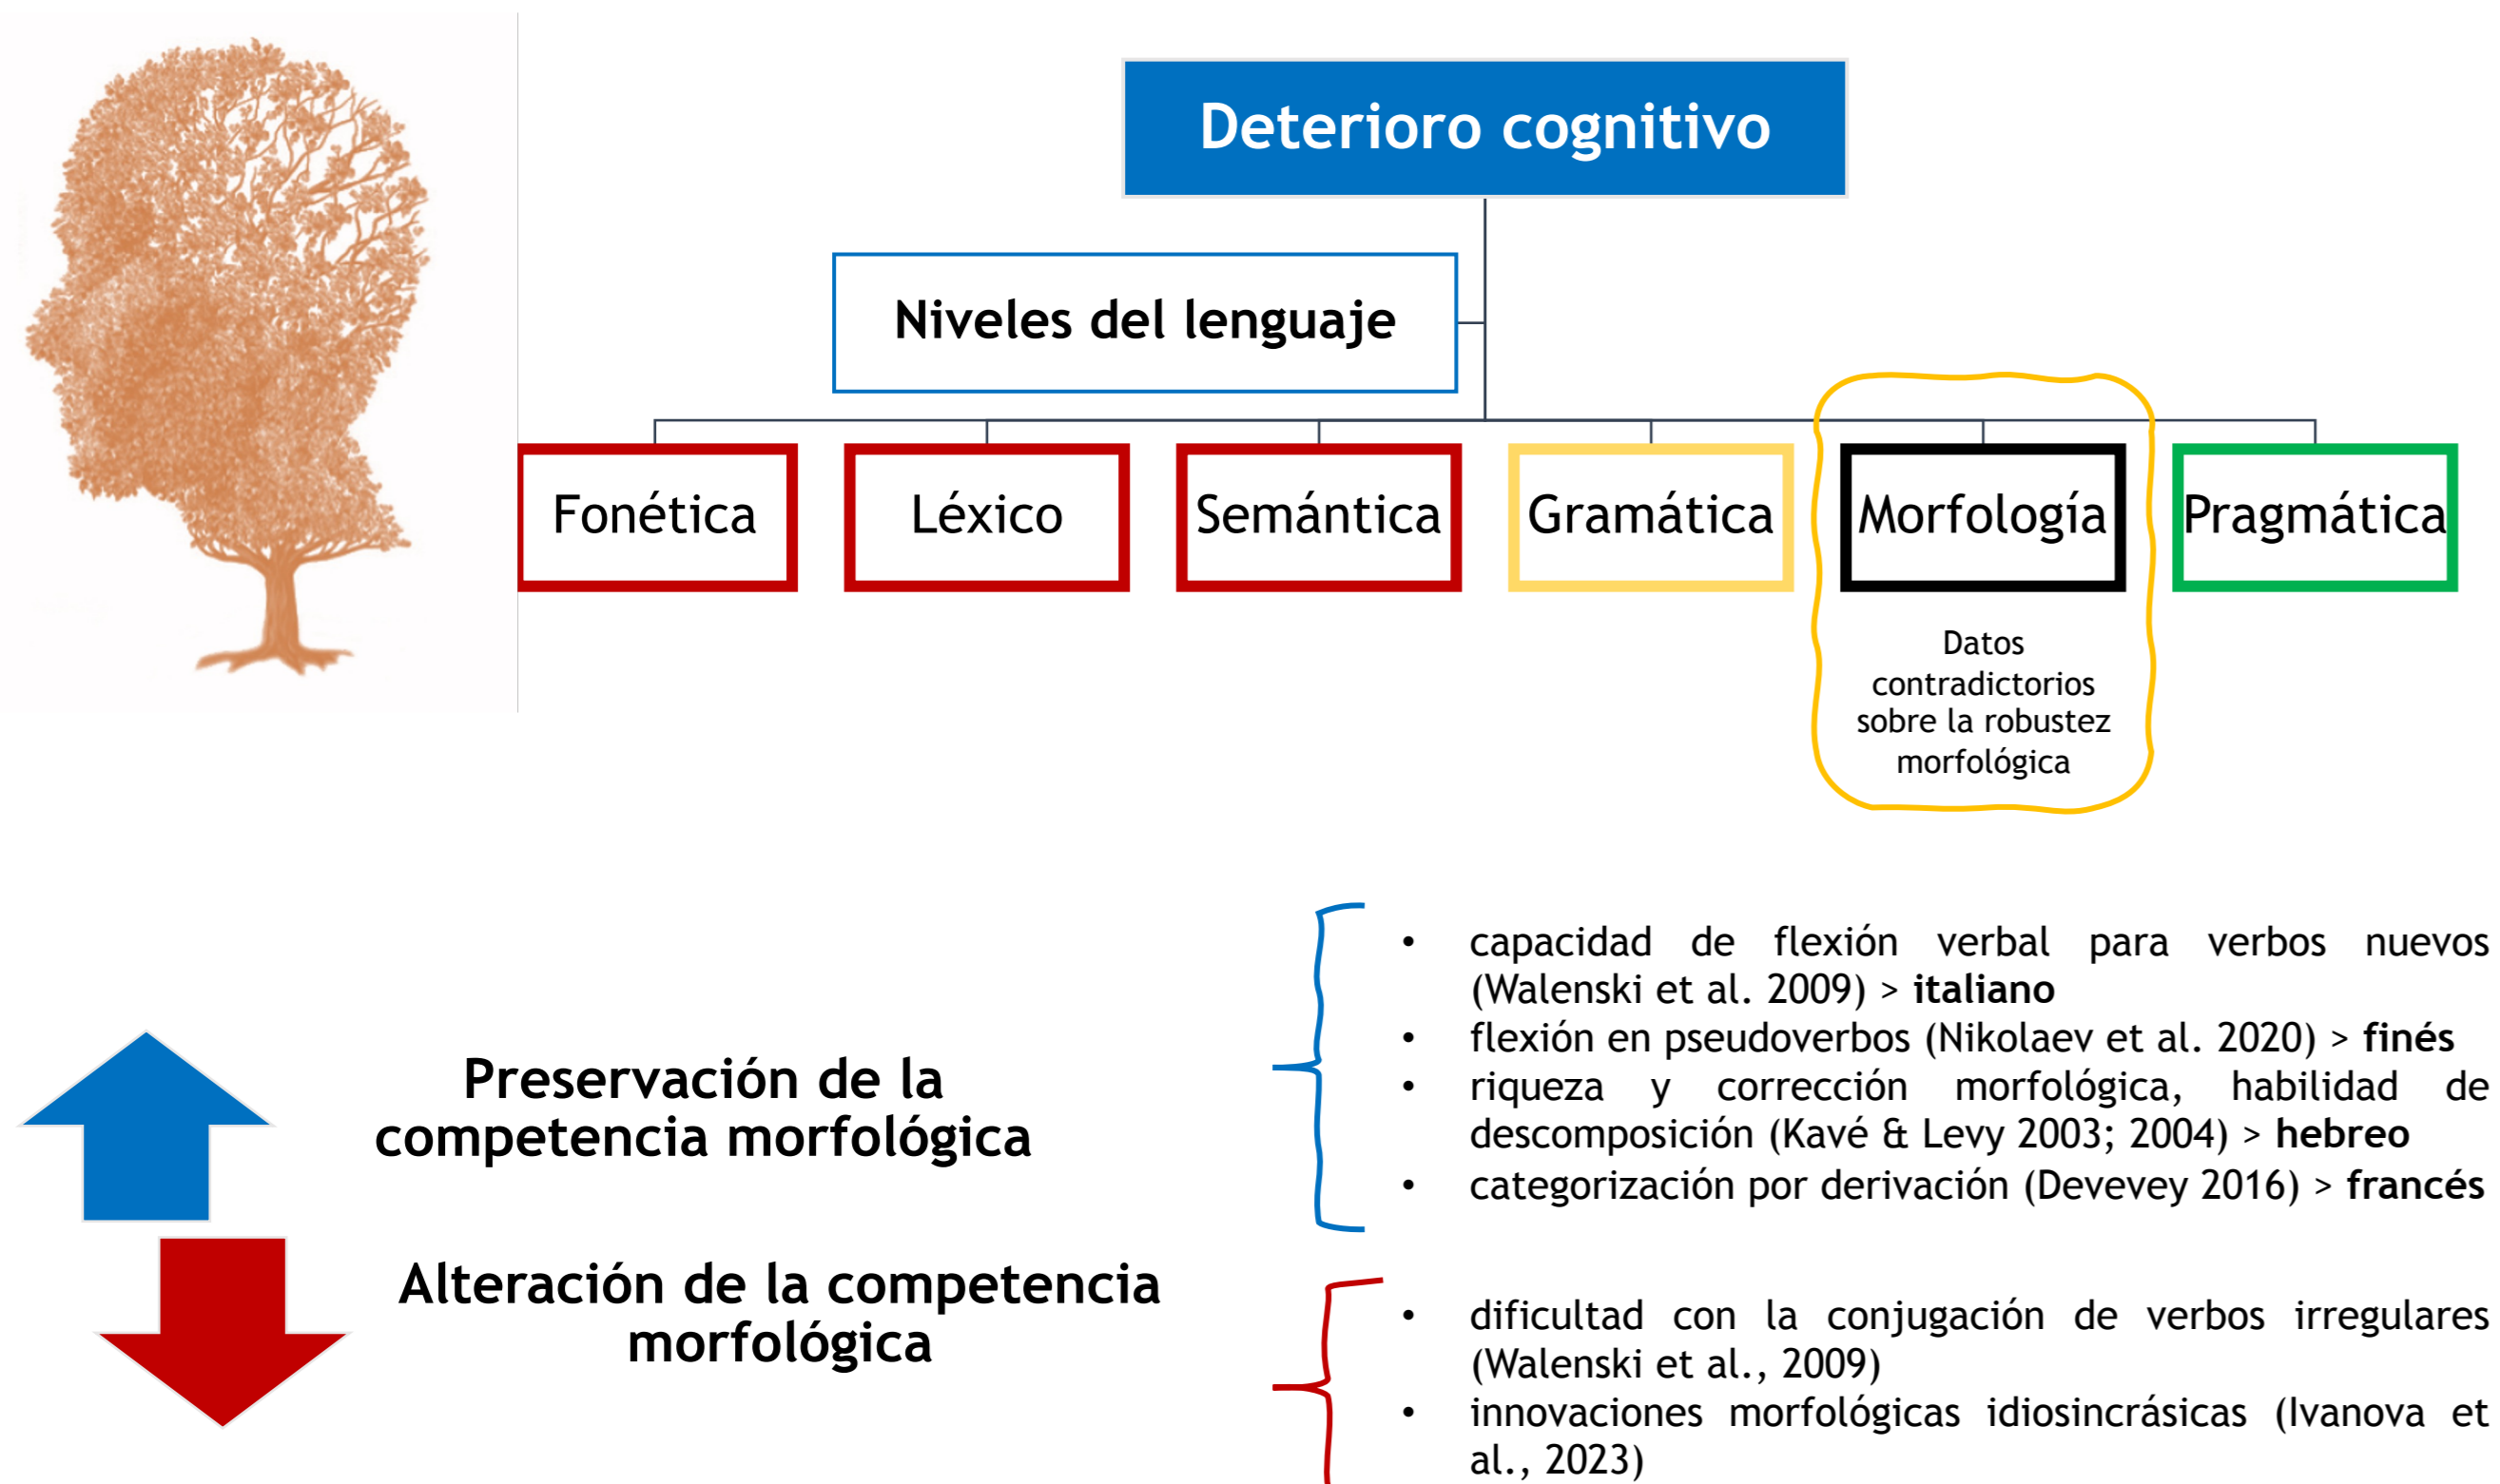 Deterioro cognitivo
Niveles del lenguaje
Fonética
Léxico
Semántica
Gramática
Morfología
Pragmática
Datos
contradictorios
sobre la robustez
morfológica
Preservación de la
competencia morfológica
• capacidad de flexión verbal para verbos nuevos
(Walenski et al. 2009) > italiano
• flexión en pseudoverbos (Nikolaev et al. 2020) > finés
• riqueza y corrección morfológica, habilidad de
descomposición (Kavé & Levy 2003; 2004) > hebreo
• categorización por derivación (Devevey 2016) > francés
Alteración de la competencia
morfológica
• dificultad con la conjugación de verbos irregulares
(Walenski et al., 2009)
• innovaciones morfológicas idiosincrásicas (Ivanova et
al., 2023)